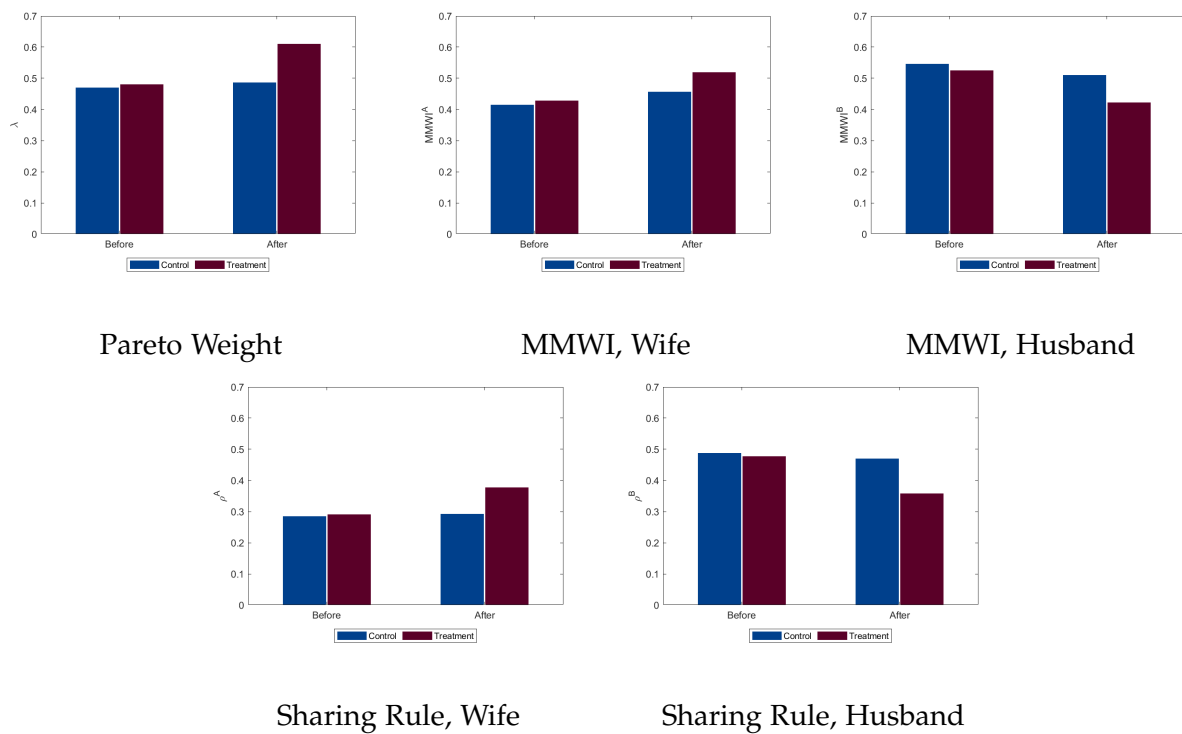 0.7
0.6
0.5
0.4
0.3
0.2
0.1
0
λ
Before
After
Control Treatment
Pareto Weight
0.7
0.6
0.5
0.4
0.3
0.2
0.1
0
MMWI^A
Before
After
Control Treatment
MMWI, Wife
0.7
0.6
0.5
0.4
0.3
0.2
0.1
0
MMWI^B
Before
After
Control Treatment
MMWI, Husband
0.7
0.6
0.5
0.4
0.3
0.2
0.1
0
ρ^A
Before
After
Control Treatment
Sharing Rule, Wife
0.7
0.6
0.5
0.4
0.3
0.2
0.1
0
ρ^B
Before
After
Control Treatment
Sharing Rule, Husband